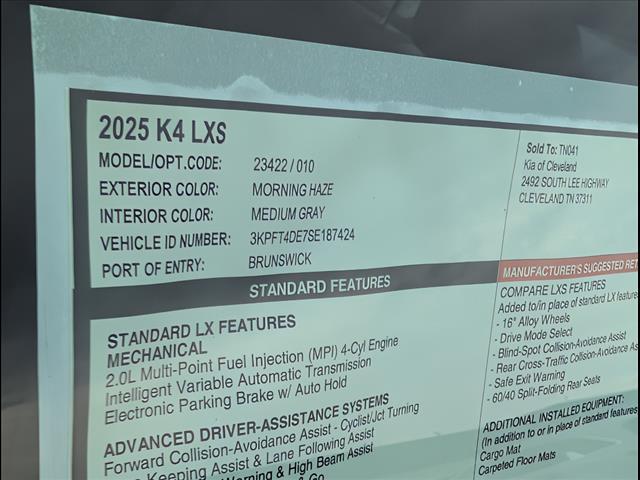 2025 K4 LXS
MODEL/OPT.CODE: 23422 / 010
EXTERIOR COLOR: MORNING HAZE
INTERIOR COLOR: MEDIUM GRAY
VEHICLE ID NUMBER: 3KPFT4DE7SE187424
PORT OF ENTRY: BRUNSWICK
Sold To: TN041
Kia of Cleveland
2492 SOUTH LEE HIGHWAY
CLEVELAND TN 37311
STANDARD FEATURES
STANDARD LX FEATURES
MECHANICAL
2.0L Multi-Point Fuel Injection (MPI) 4-Cyl Engine
Intelligent Variable Automatic Transmission
Electronic Parking Brake w/ Auto Hold
ADVANCED DRIVER-ASSISTANCE SYSTEMS
Forward Collision-Avoidance Assist - Cyclist/Jct Turning
Keeping Assist & Lane Following Assist
Warning & High Beam Assist
& Go
MANUFACTURER'S SUGGESTED RET
COMPARE LXS FEATURES
Added to/in place of standard LX features
- 16" Alloy Wheels
- Drive Mode Select
- Blind-Spot Collision-Avoidance Assist
- Rear Cross-Traffic Collision-Avoidance As
- Safe Exit Warning
- 60/40 Split-Folding Rear Seats
ADDITIONAL INSTALLED EQUIPMENT:
(In addition to or in place of standard features
Cargo Mat
Carpeted Floor Mats